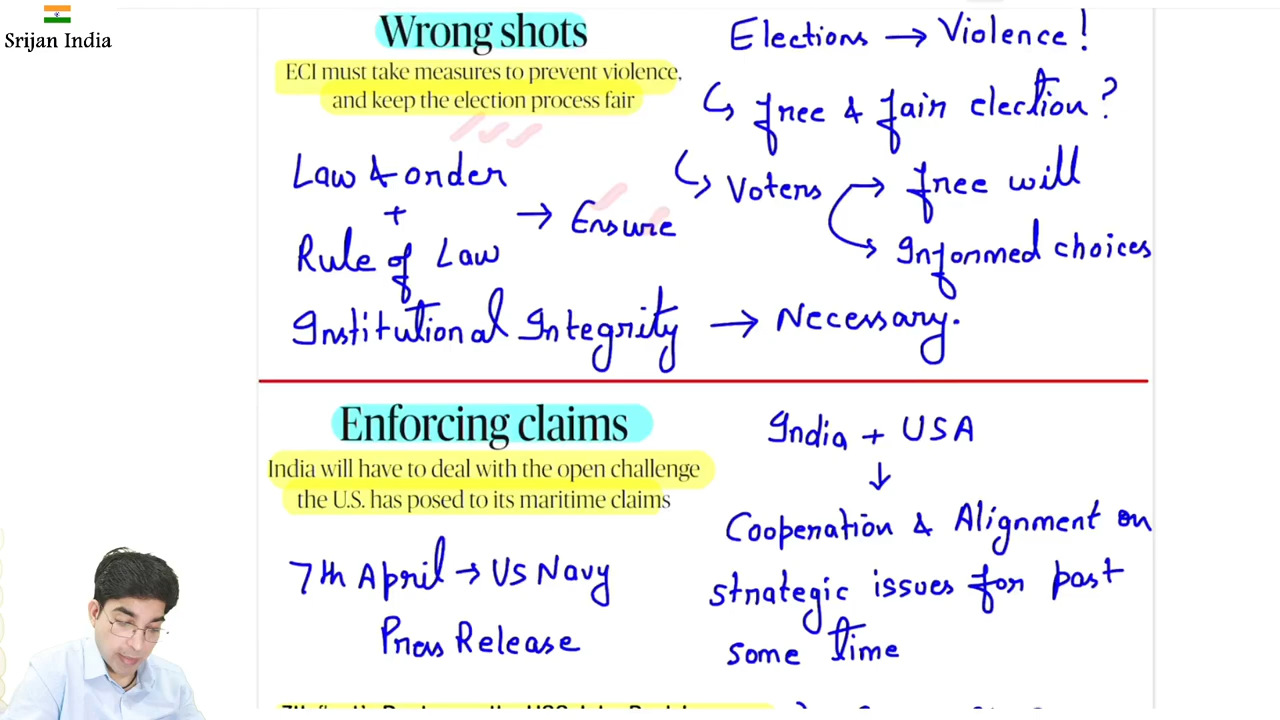 Srijan India
Wrong shots
ECI must take measures to prevent violence,
and keep the election process fair
Elections → Violence!
↳ free & fair election?
↳ Voters → free will
→ Informed choices
Law & order
+
Rule of Law
→ Ensure
Institutional Integrity → Necessary.
Enforcing claims
India will have to deal with the open challenge
the U.S. has posed to its maritime claims
7th April → US Navy
Press Release
India + USA
↓
Cooperation & Alignment on
strategic issues for past
some time